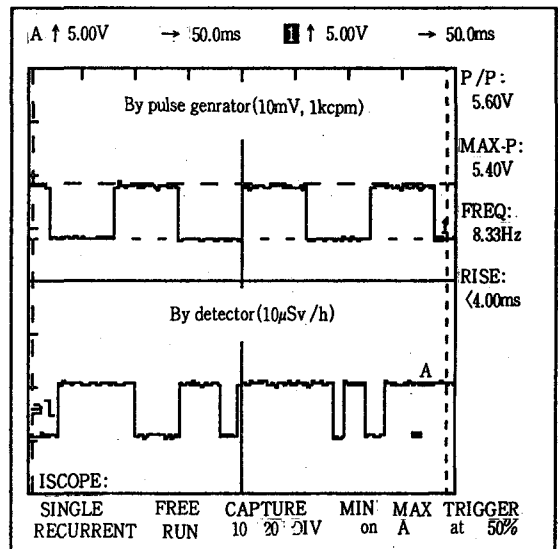 A ↑ 5.00V → 50.0ms 1 ↑ 5.00V → 50.0ms
P/P:
5.60V
By pulse genrator(10mV, 1kcpm)
MAX-P:
5.40V
FREQ:
8.33Hz
1
RISE:
<4.00ms
By detector(10μSv/h)
A
ISCOPE:
SINGLE FREE CAPTURE MIN MAX TRIGGER
RECURRENT RUN 10 20 DIV on A at 50%